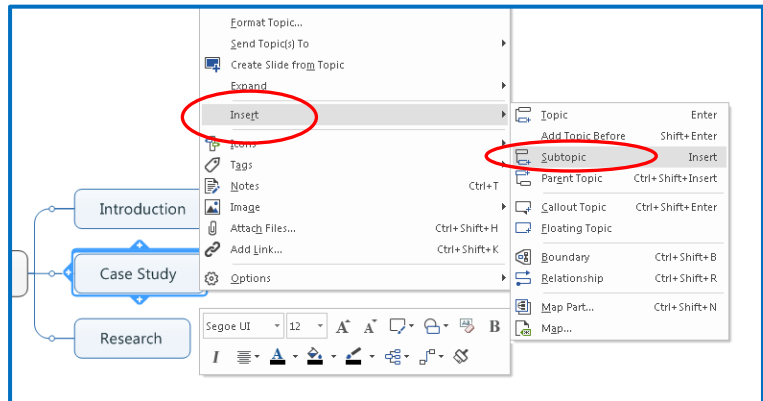 Format Topic...
Send Topic(s) To
Create Slide from Topic
Expand
Insert
Icons
Tags
Notes Ctrl+T
Image
Attach Files... Ctrl+Shift+H
Add Link... Ctrl+Shift+K
Options
Topic Enter
Add Topic Before Shift+Enter
Subtopic Insert
Parent Topic Ctrl+Shift+Insert
Callout Topic Ctrl+Shift+Enter
Floating Topic
Boundary Ctrl+Shift+B
Relationship Ctrl+Shift+R
Map Part... Ctrl+Shift+N
Map...
Introduction
Case Study
Research
Segoe UI 12 A A B
I A